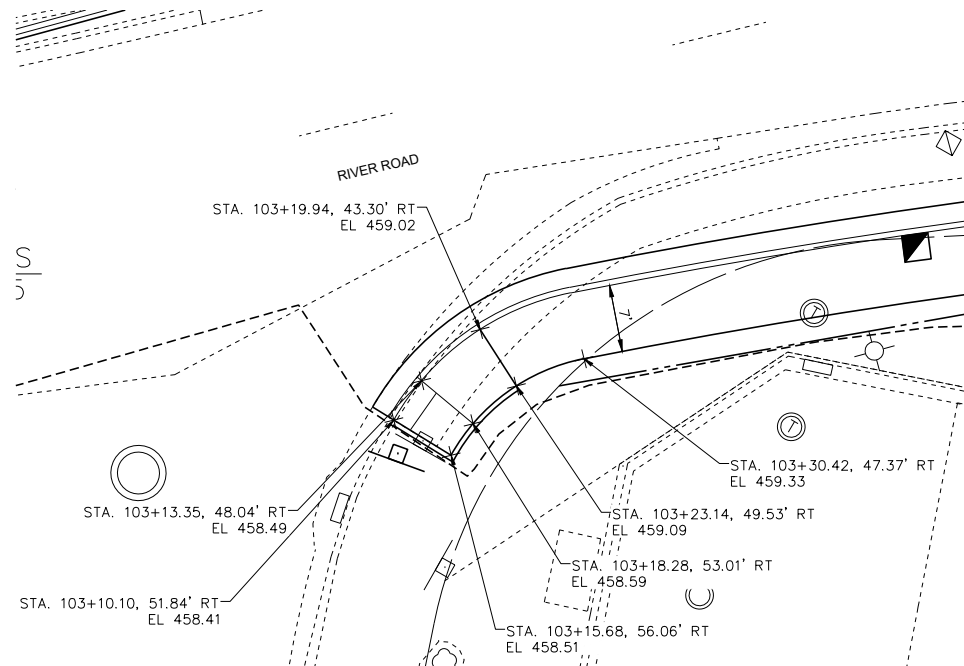 RIVER ROAD
STA. 103+19.94, 43.30' RT
EL 459.02
S
7'
STA. 103+30.42, 47.37' RT
EL 459.33
STA. 103+13.35, 48.04' RT
EL 458.49
STA. 103+23.14, 49.53' RT
EL 459.09
STA. 103+18.28, 53.01' RT
EL 458.59
STA. 103+10.10, 51.84' RT
EL 458.41
STA. 103+15.68, 56.06' RT
EL 458.51
T
T